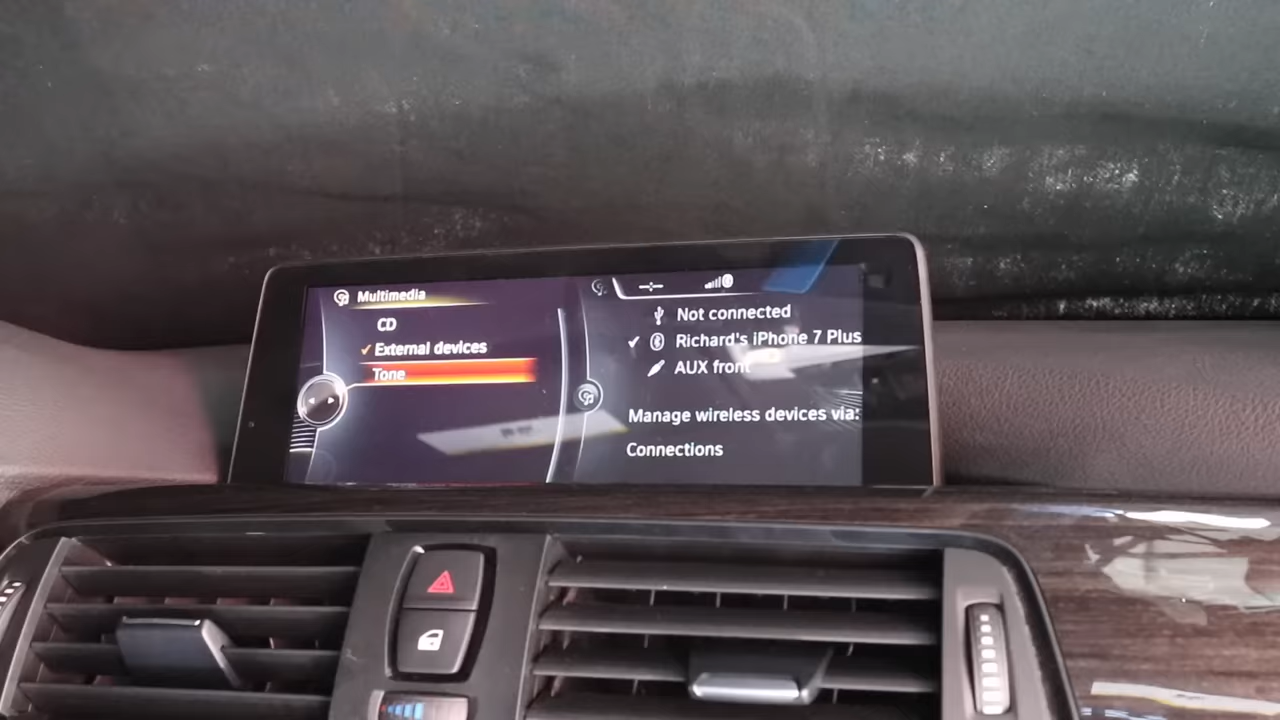 Multimedia
CD
External devices
Tone
Not connected
Richard's iPhone 7 Plus
AUX front
Manage wireless devices via:
Connections